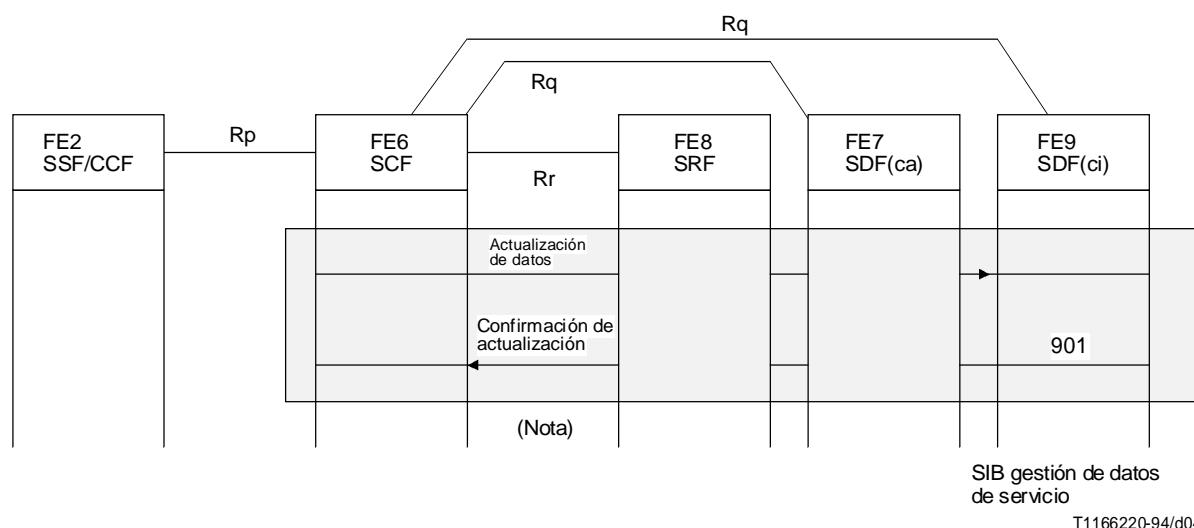 Rq
Rq
FE2
SSF/CCF
Rp
FE6
SCF
Rr
FE8
SRF
FE7
SDF(ca)
FE9
SDF(ci)
Actualización
de datos
Confirmación de
actualización
901
(Nota)
SIB gestión de datos
de servicio